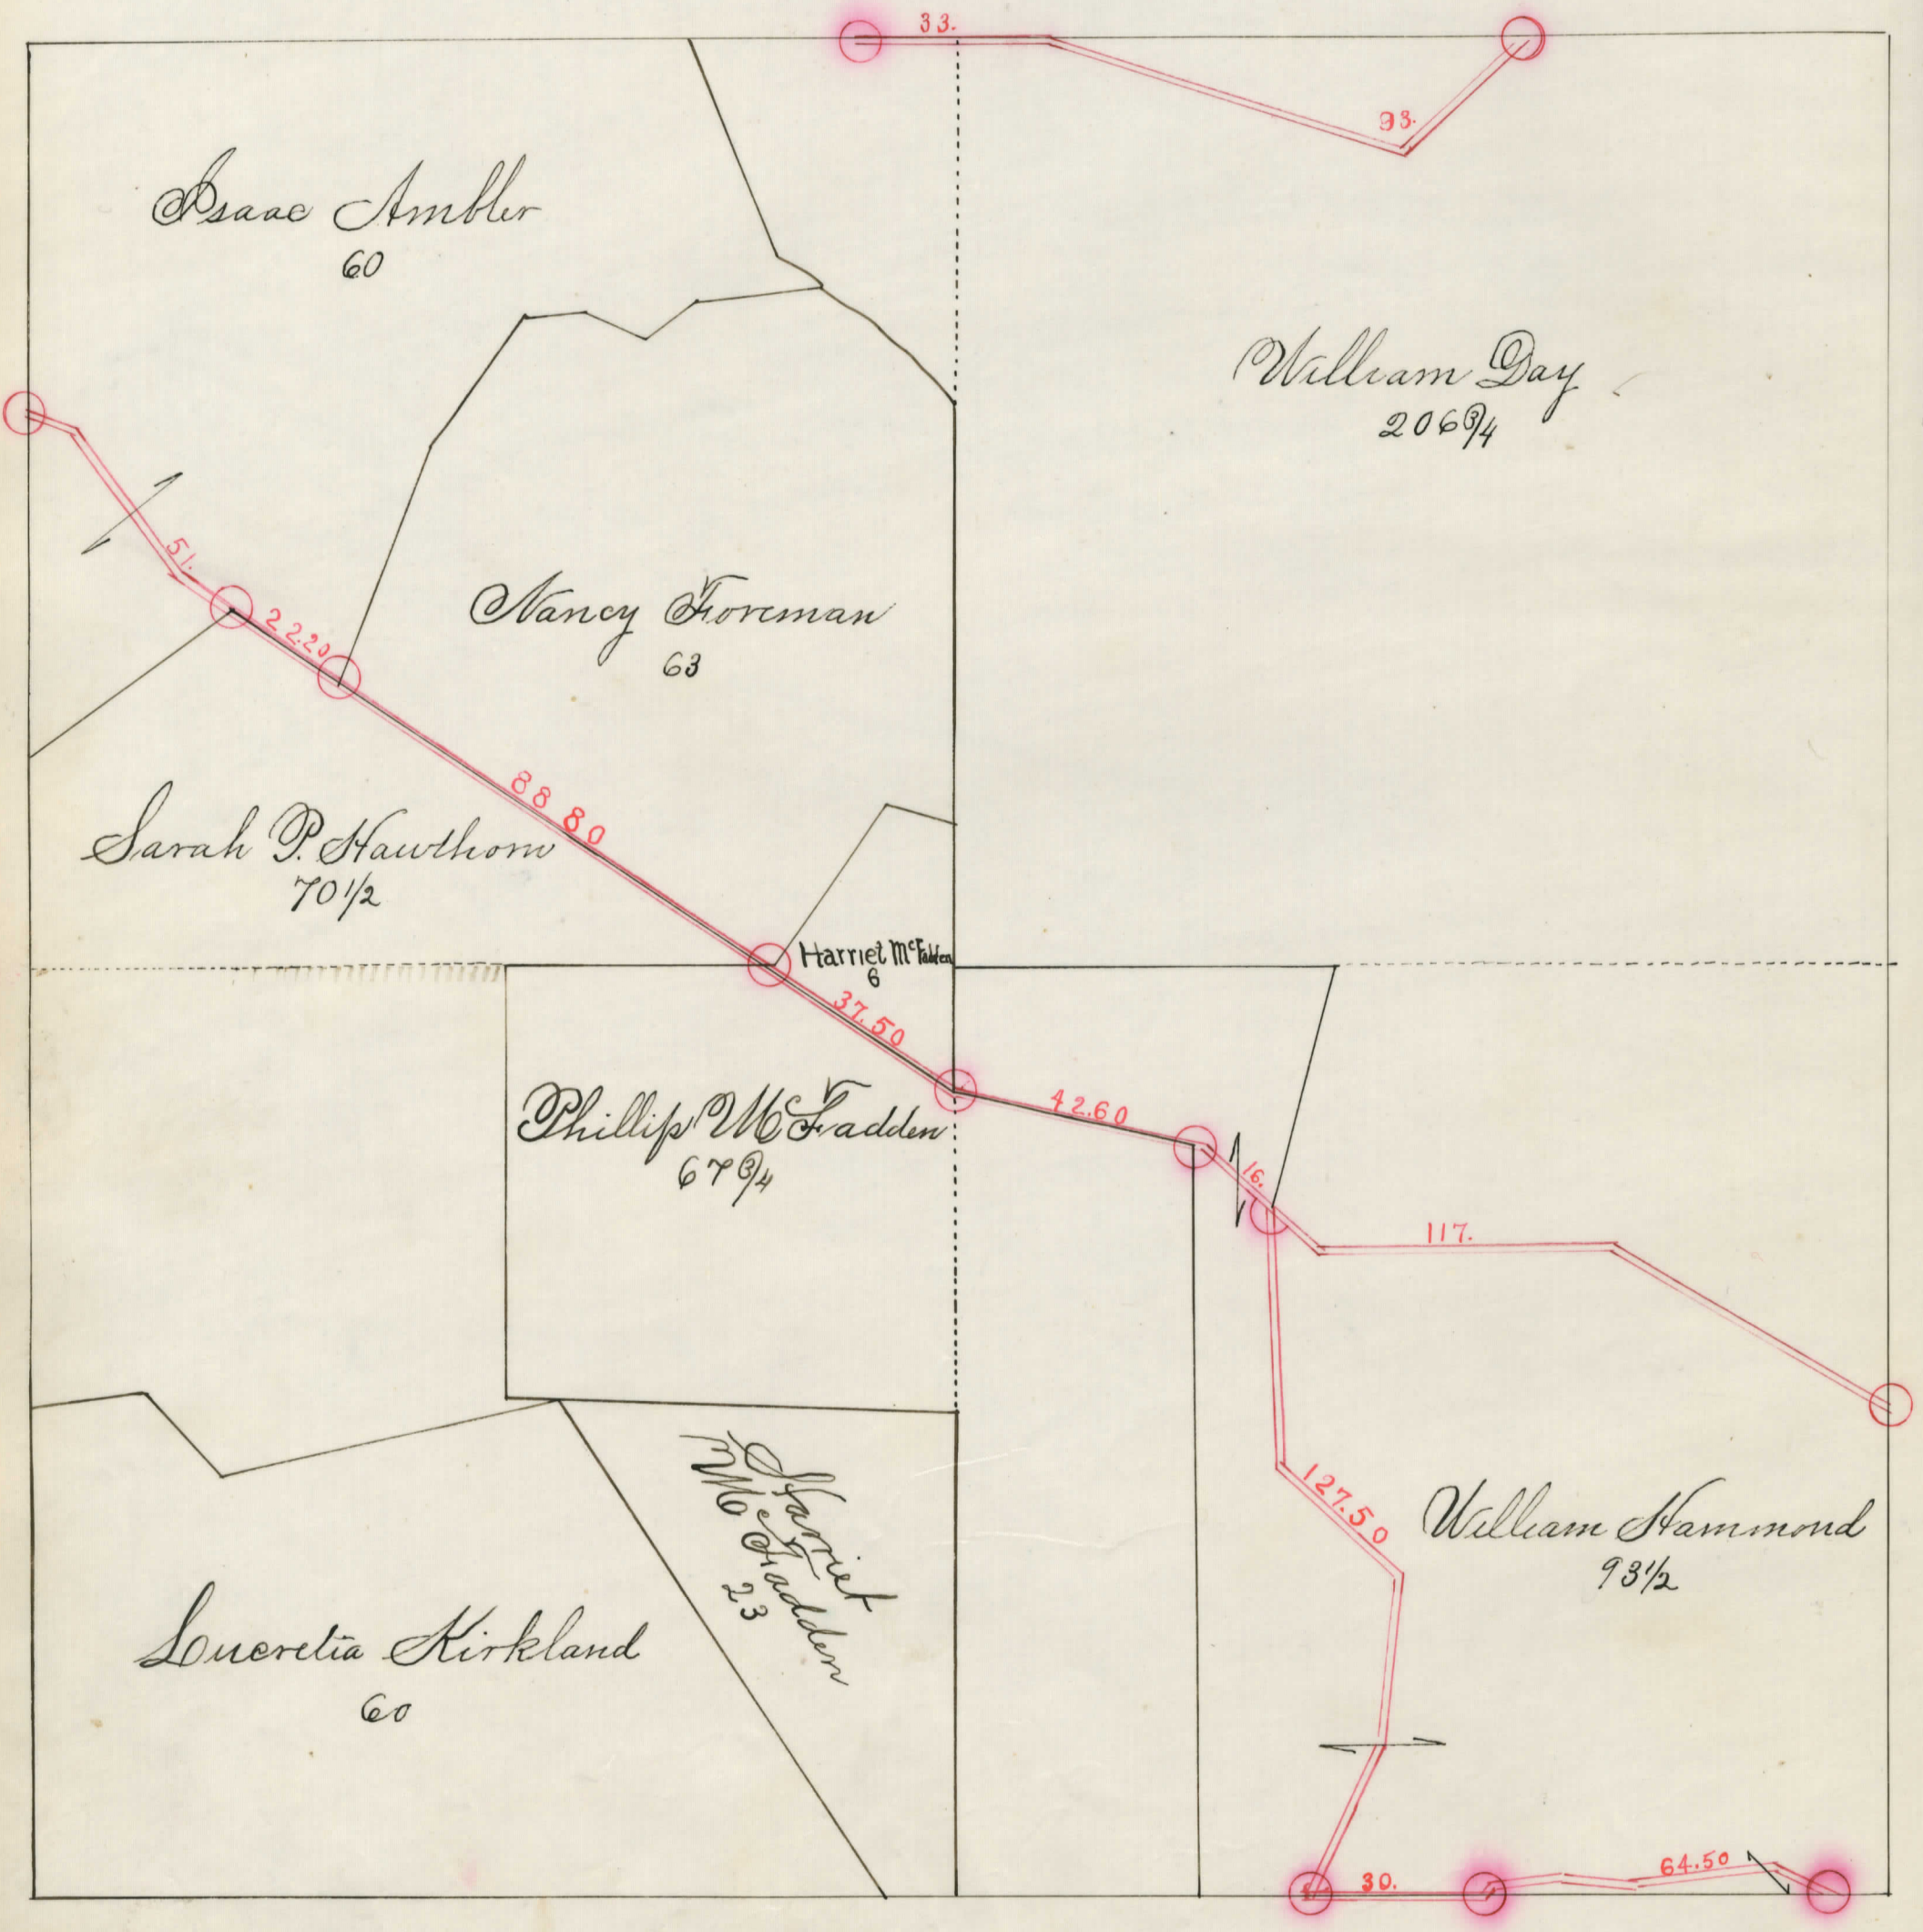 33.
93.
Isaac Ambler
60
William Day
206 3/4
51.
22.20
Nancy Foreman
63
88 80
Sarah P. Hawthorn
70 1/2
Harriet McFadden
6
37.50
Phillip McFadden
67 3/4
42.60
16.
117.
127.50
Harriet
McFadden
23
William Hammond
93 1/2
Lucretia Kirkland
60
64.50
30.